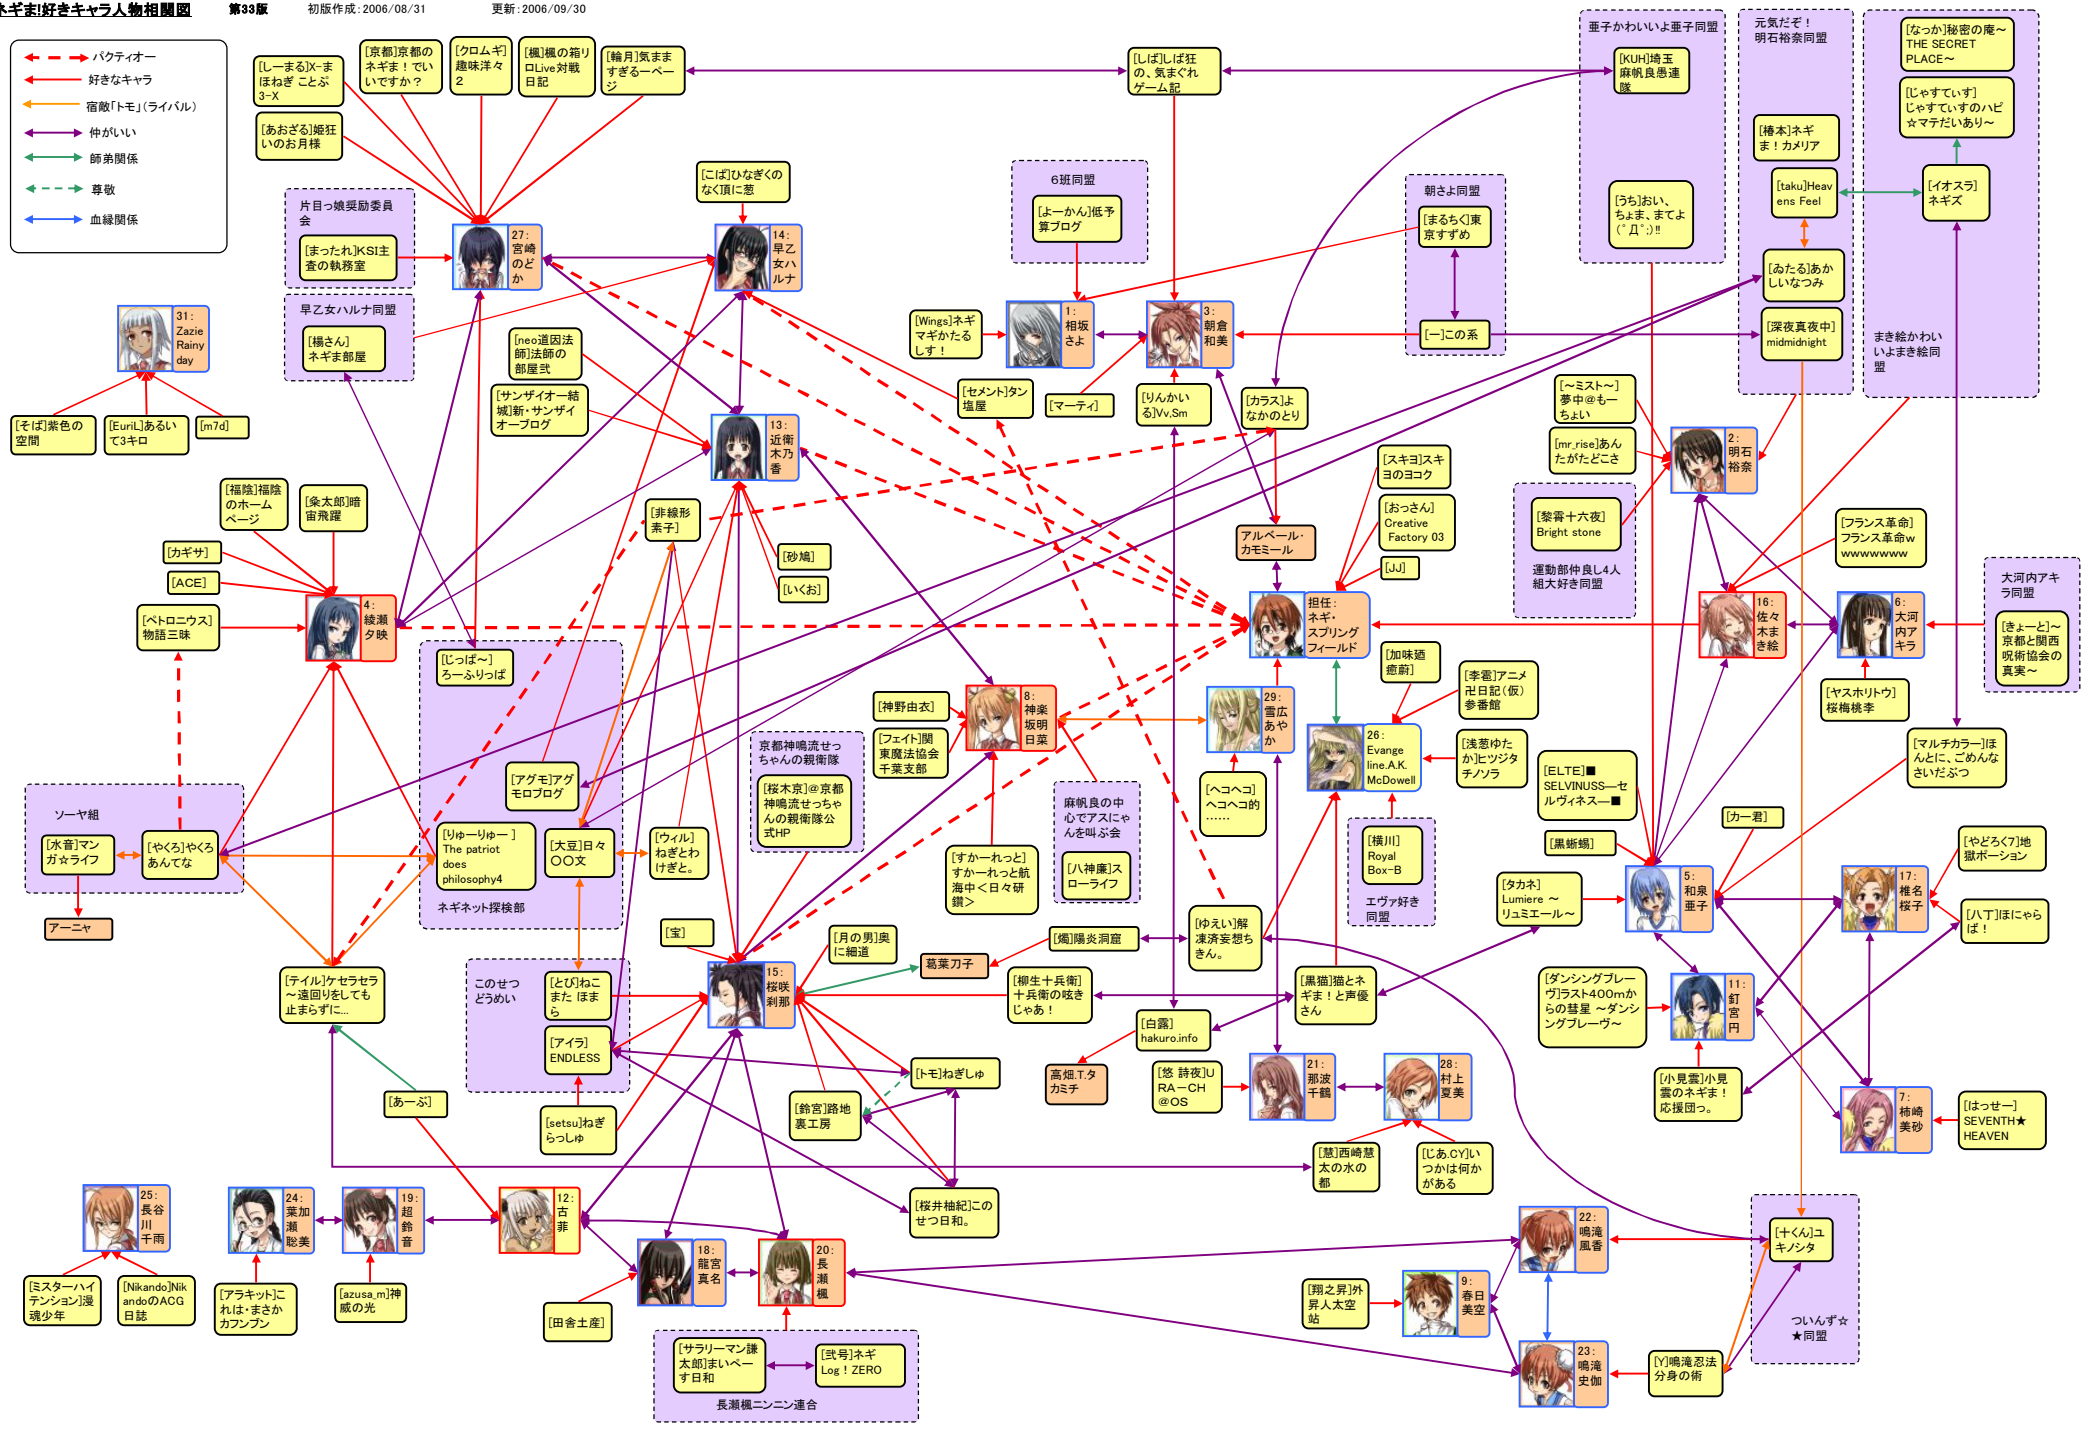 ネギま!好きキャラ人物相関図
第33版
初版作成:2006/08/31
更新:2006/09/30
パクティオー
好きなキャラ
宿敵「トモ」(ライバル)
仲がいい
師弟関係
尊敬
血縁関係
[しーまる]X-ま
ほねぎ ことぷ
3-X
[京都]京都の
ネギま!でい
いですか?
[クロムギ]
趣味洋々
2
[楓]楓の箱リ
ロLive対戦
日記
[輪月]気まま
すぎるーペー
ジ
[あおざる]姫狂
いのお月様
[しば]しば狂
の、気まぐれ
ゲーム記
亜子かわいいよ亜子同盟
[KUH]埼玉
麻帆良愚連
隊
[うち]おい、
ちょま、まてよ
(゜Д゜;)!!
元気だぞ!
明石裕奈同盟
[椿本]ネギ
ま!カメリア
[taku]Heav
ens Feel
[ゐたる]あか
しいなつみ
[深夜真夜中]
midmidnight
[なっか]秘密の庵~
THE SECRET
PLACE~
[じゃすてぃす]
じゃすてぃすのハピ
☆マテだいあり~
[イオスラ]
ネギズ
まき絵かわい
いよまき絵同
盟
片目っ娘奨励委員
会
[まったれ]KSI主
査の執務室
早乙女ハルナ同盟
[楊さん]
ネギま部屋
27:
宮崎
のど
か
[こば]ひなぎくの
なく頂に葱
14:
早乙
女ハ
ルナ
6班同盟
[よーかん]低予
算ブログ
朝さよ同盟
[まるちく]東
京すずめ
[一]この系
[Wings]ネギ
マギかたる
しす!
1:
相坂
さよ
3:
朝倉
和美
[マーティ]
[りんかい
る]Vv,Sm
[カラス]よ
なかのとり
[セメント]タン
塩屋
31:
Zazie
Rainy
day
[そば]紫色の
空間
[EuriL]あるい
て3キロ
[m7d]
[neo道因法
師]法師の
部屋弐
[サンザイオー結
城]新・サンザイ
オーブログ
13:
近衛
木乃
香
[砂鳩]
[いくお]
[非線形
素子]
[福陰]福陰
のホーム
ページ
[粂太郎]暗
宙飛躍
[カギサ]
[ACE]
[ペトロニウス]
物語三昧
4:
綾瀬
夕映
[~ミスト~]
夢中@もー
ちょい
[mr_rise]あん
たがたどこさ
2:
明石
裕奈
[黎霄十六夜]
Bright stone
運動部仲良し4人
組大好き同盟
[スキヨ]スキ
ヨのヨコク
[おっさん]
Creative
Factory 03
[JJ]
アルベール・
カモミール
担任:
ネギ・
スプリング
フィールド
[フランス革命]
フランス革命w
wwwwwwww
16:
佐々
木ま
き絵
6:
大河
内ア
キラ
大河内アキ
ラ同盟
[きょーと]~
京都と関西
呪術協会の
真実~
[ヤスホリトウ]
桜梅桃李
[マルチカラー]ほ
んとに、ごめんな
さいだぶつ
[じっぱ~]
ろーふりっぱ
[アグモ]アグ
モロブログ
[りゅーりゅー ]
The patriot
does
philosophy4
[大豆]日々
〇〇文
ネギネット探検部
[ウィル]
ねぎとわ
けぎと。
京都神鳴流せっ
ちゃんの親衛隊
[桜木京]@京都
神鳴流せっちゃ
んの親衛隊公
式HP
[神野由衣]
[フェイト]関
東魔法協会
千葉支部
8:
神楽
坂明
日菜
[すかーれっと]
すかーれっと航
海中<日々研
鑽>
麻帆良の中
心でアスにゃ
んを叫ぶ会
[八神廉]ス
ローライフ
29:
雪広
あや
か
[ヘコヘコ]
ヘコヘコ的
……
[加味廼
癒蔚]
[李雹]アニメ
卍日記(仮)
参番館
26:
Evange
line.A.K.
McDowell
[浅葱ゆた
か]ヒツジタ
チノソラ
[横川]
Royal
Box-B
エヴァ好き
同盟
ソーヤ組
[水音]マン
ガ☆ライフ
[やくろ]やくろ
あんてな
アーニャ
[ELTE]■
SELVINUSS―セ
ルヴィネス―■
[黒蜥蜴]
[カー君]
[タカネ]
Lumiere ~
リュミエール~
5:
和泉
亜子
17:
椎名
桜子
[やどろく7]地
獄ポーション
[八丁]ほにゃら
ば!
[ダンシングブレー
ヴ]ラスト400mか
らの彗星 ~ダンシ
ングブレーヴ~
11:
釘
宮
円
[小見雲]小見
雲のネギま!
応援団っ。
7:
柿崎
美砂
[はっせー]
SEVENTH★
HEAVEN
[テイル]ケセラセラ
~遠回りをしても
止まらずに...
[あーぷ]
このせつ
どうめい
[とび]ねこ
また ほま
ら
[アイラ]
ENDLESS
[setsu]ねぎ
らっしゅ
[宝]
15:
桜咲
刹那
[月の男]奥
に細道
葛葉刀子
[燭]陽炎洞窟
[ゆえい]解
凍済妄想ち
きん。
[柳生十兵衛]
十兵衛の呟き
じゃあ!
[黒猫]猫とネ
ギま!と声優
さん
[白露]
hakuro.info
高畑.T.タ
カミチ
[トモ]ねぎしゅ
[鈴宮]路地
裏工房
[桜井柚紀]この
せつ日和。
[悠 詩夜]U
RA-CH
@OS
21:
那波
千鶴
28:
村上
夏美
[慧]西崎慧
太の水の
都
[じあ.CY]い
つかは何か
がある
25:
長谷
川
千雨
[ミスターハイ
テンション]漫
魂少年
[Nikando]Nik
andoのACG
日誌
24:
葉加
瀬
聡美
19:
超
鈴
音
[アラキット]こ
れは・まさか
カフンブン
[azusa_m]神
威の光
12:
古
菲
18:
龍宮
真名
20:
長
瀬
楓
[田舎土産]
[サラリーマン謙
太郎]まいペー
す日和
[弐号]ネギ
Log!ZERO
長瀬楓ニンニン連合
22:
鳴滝
風香
[翔之昇]外
昇人太空
站
9:
春日
美空
23:
鳴滝
史伽
[Y]鳴滝忍法
分身の術
[十くん]ユ
キノシタ
ついんず☆
★同盟